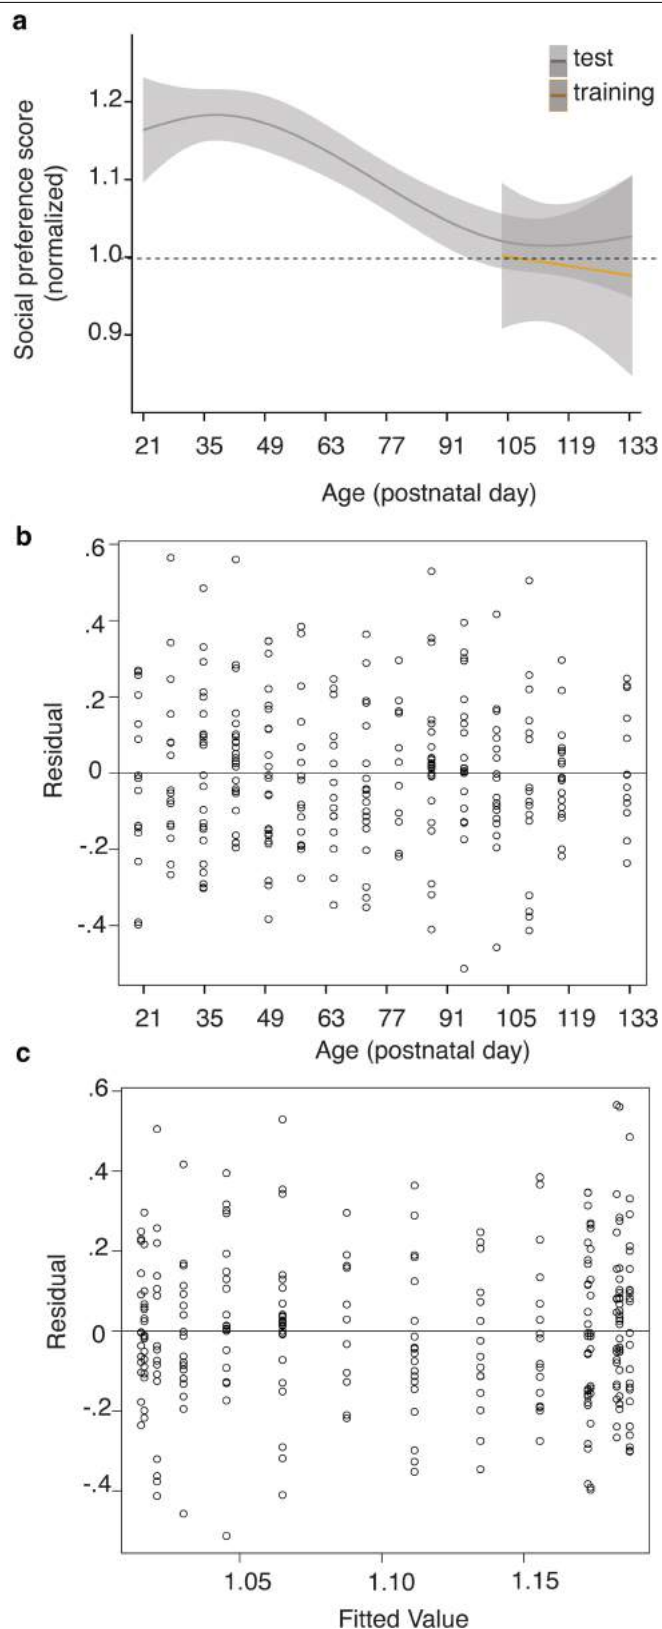 a
test
training
Social preference score
(normalized)
1.2
1.1
1.0
0.9
21 35 49 63 77 91 105 119 133
Age (postnatal day)
b
Residual
.6
.4
.2
0
-.2
-.4
21 35 49 63 77 91 105 119 133
Age (postnatal day)
c
Residual
.6
.4
.2
0
-.2
-.4
1.05 1.10 1.15
Fitted Value